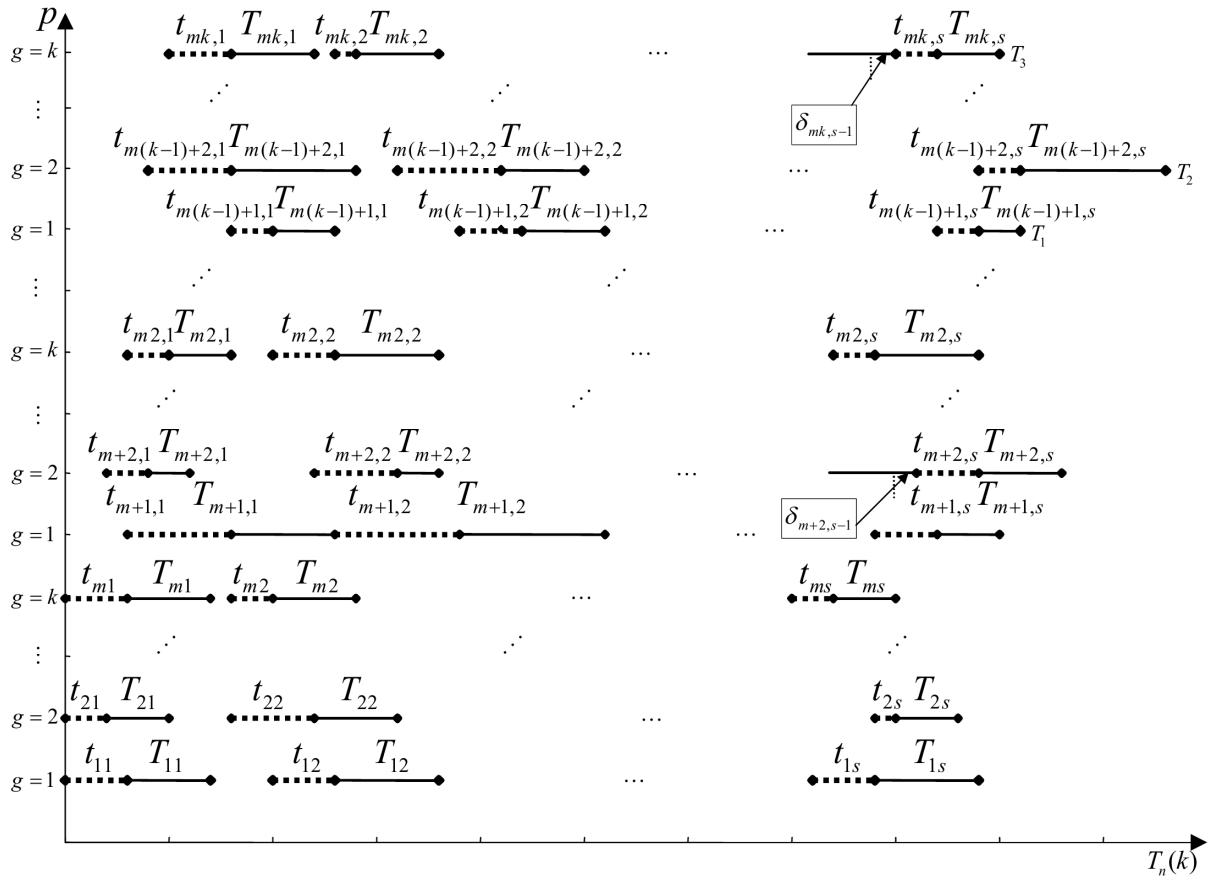 p
t_{mk,1} T_{mk,1} t_{mk,2} T_{mk,2} t_{mk,s} T_{mk,s}
g = k ... T_3
δ_{mk,s-1}
⋮
t_{m(k-1)+2,1} T_{m(k-1)+2,1} t_{m(k-1)+2,2} T_{m(k-1)+2,2} t_{m(k-1)+2,s} T_{m(k-1)+2,s}
g = 2 ... T_2
t_{m(k-1)+1,1} T_{m(k-1)+1,1} t_{m(k-1)+1,2} T_{m(k-1)+1,2} t_{m(k-1)+1,s} T_{m(k-1)+1,s}
g = 1 ... T_1
⋮
t_{m2,1} T_{m2,1} t_{m2,2} T_{m2,2} t_{m2,s} T_{m2,s}
g = k ...
⋮
t_{m+2,1} T_{m+2,1} t_{m+2,2} T_{m+2,2} t_{m+2,s} T_{m+2,s}
g = 2 ...
t_{m+1,1} T_{m+1,1} t_{m+1,2} T_{m+1,2} t_{m+1,s} T_{m+1,s}
δ_{m+2,s-1}
g = 1 ...
t_{m1} T_{m1} t_{m2} T_{m2} t_{ms} T_{ms}
g = k ...
⋮
t_{21} T_{21} t_{22} T_{22} t_{2s} T_{2s}
g = 2 ...
t_{11} T_{11} t_{12} T_{12} t_{1s} T_{1s}
g = 1 ...
T_n(k)